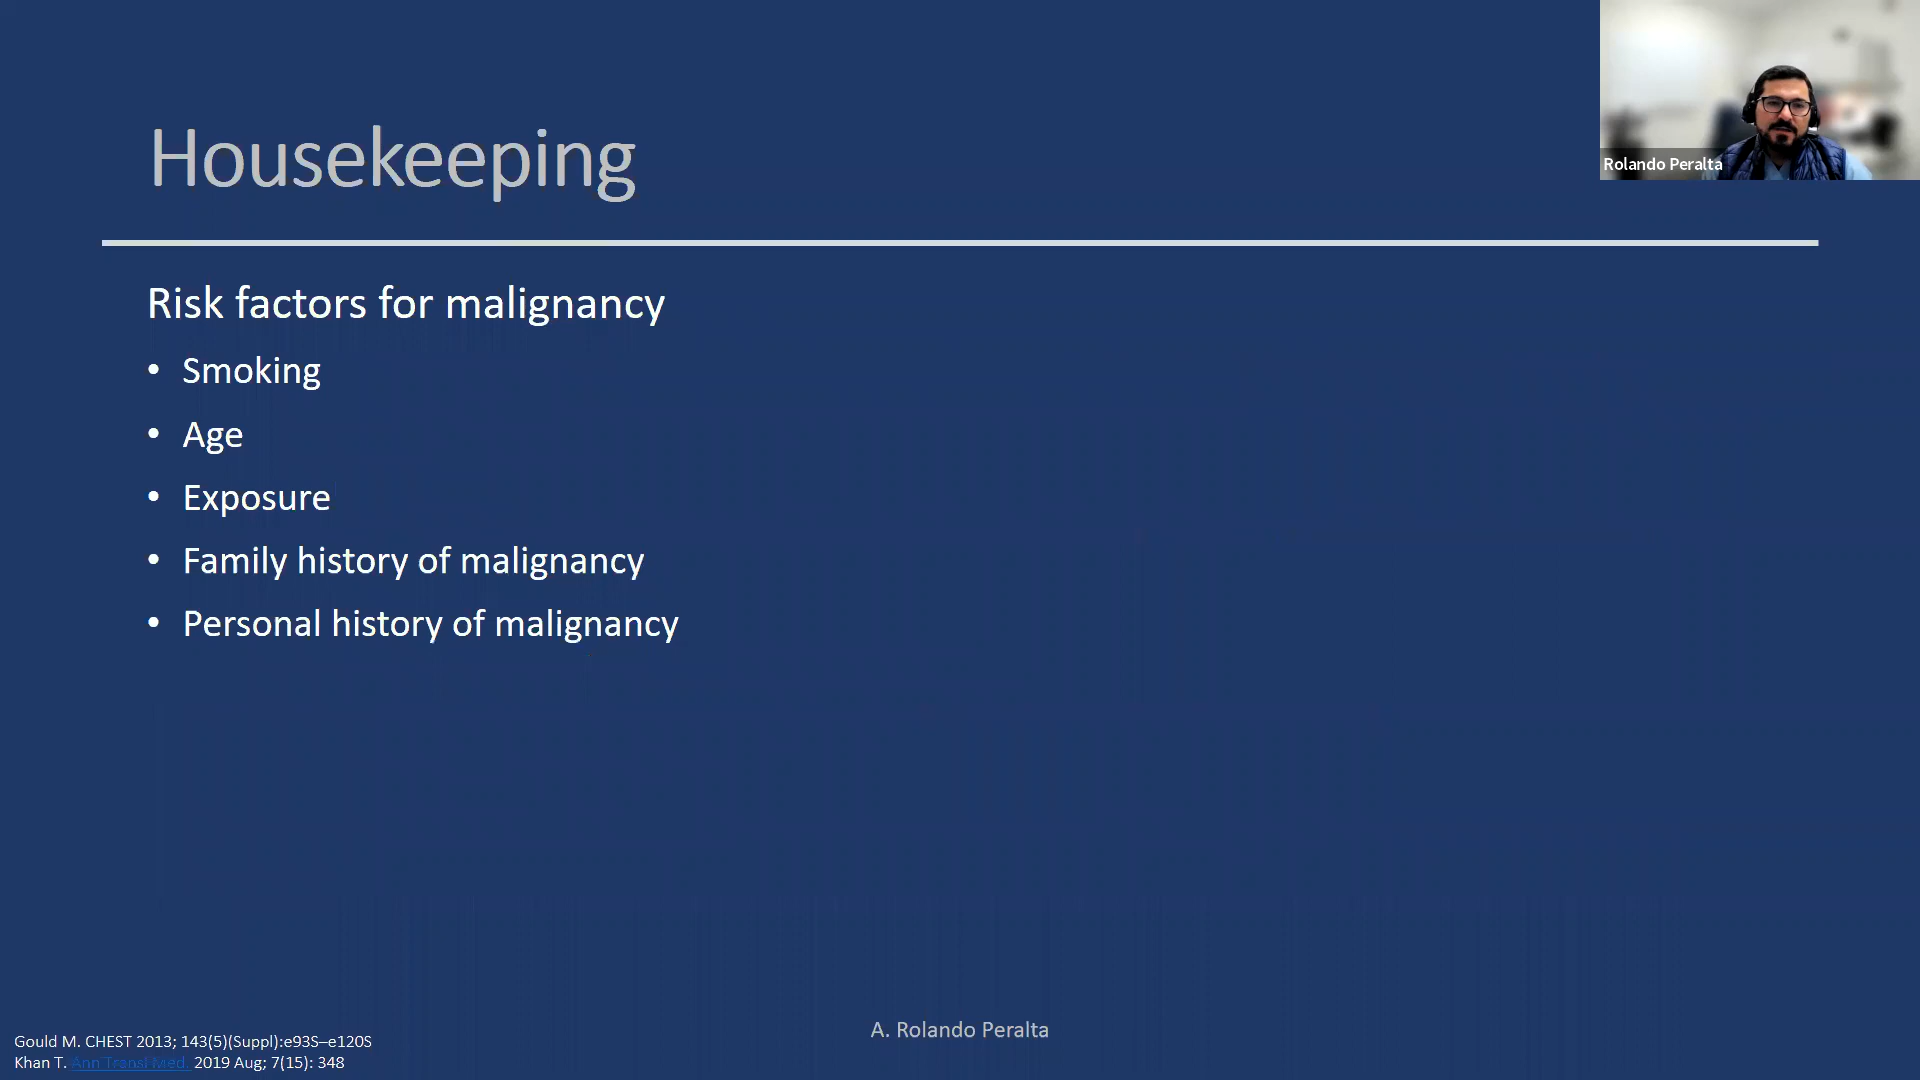 Housekeeping
Rolando Peralta
Risk factors for malignancy
• Smoking
• Age
• Exposure
• Family history of malignancy
• Personal history of malignancy
A. Rolando Peralta
Gould M. CHEST 2013; 143(5)(Suppl):e93S–e120S
Khan T. Ann Transl Med. 2019 Aug; 7(15): 348